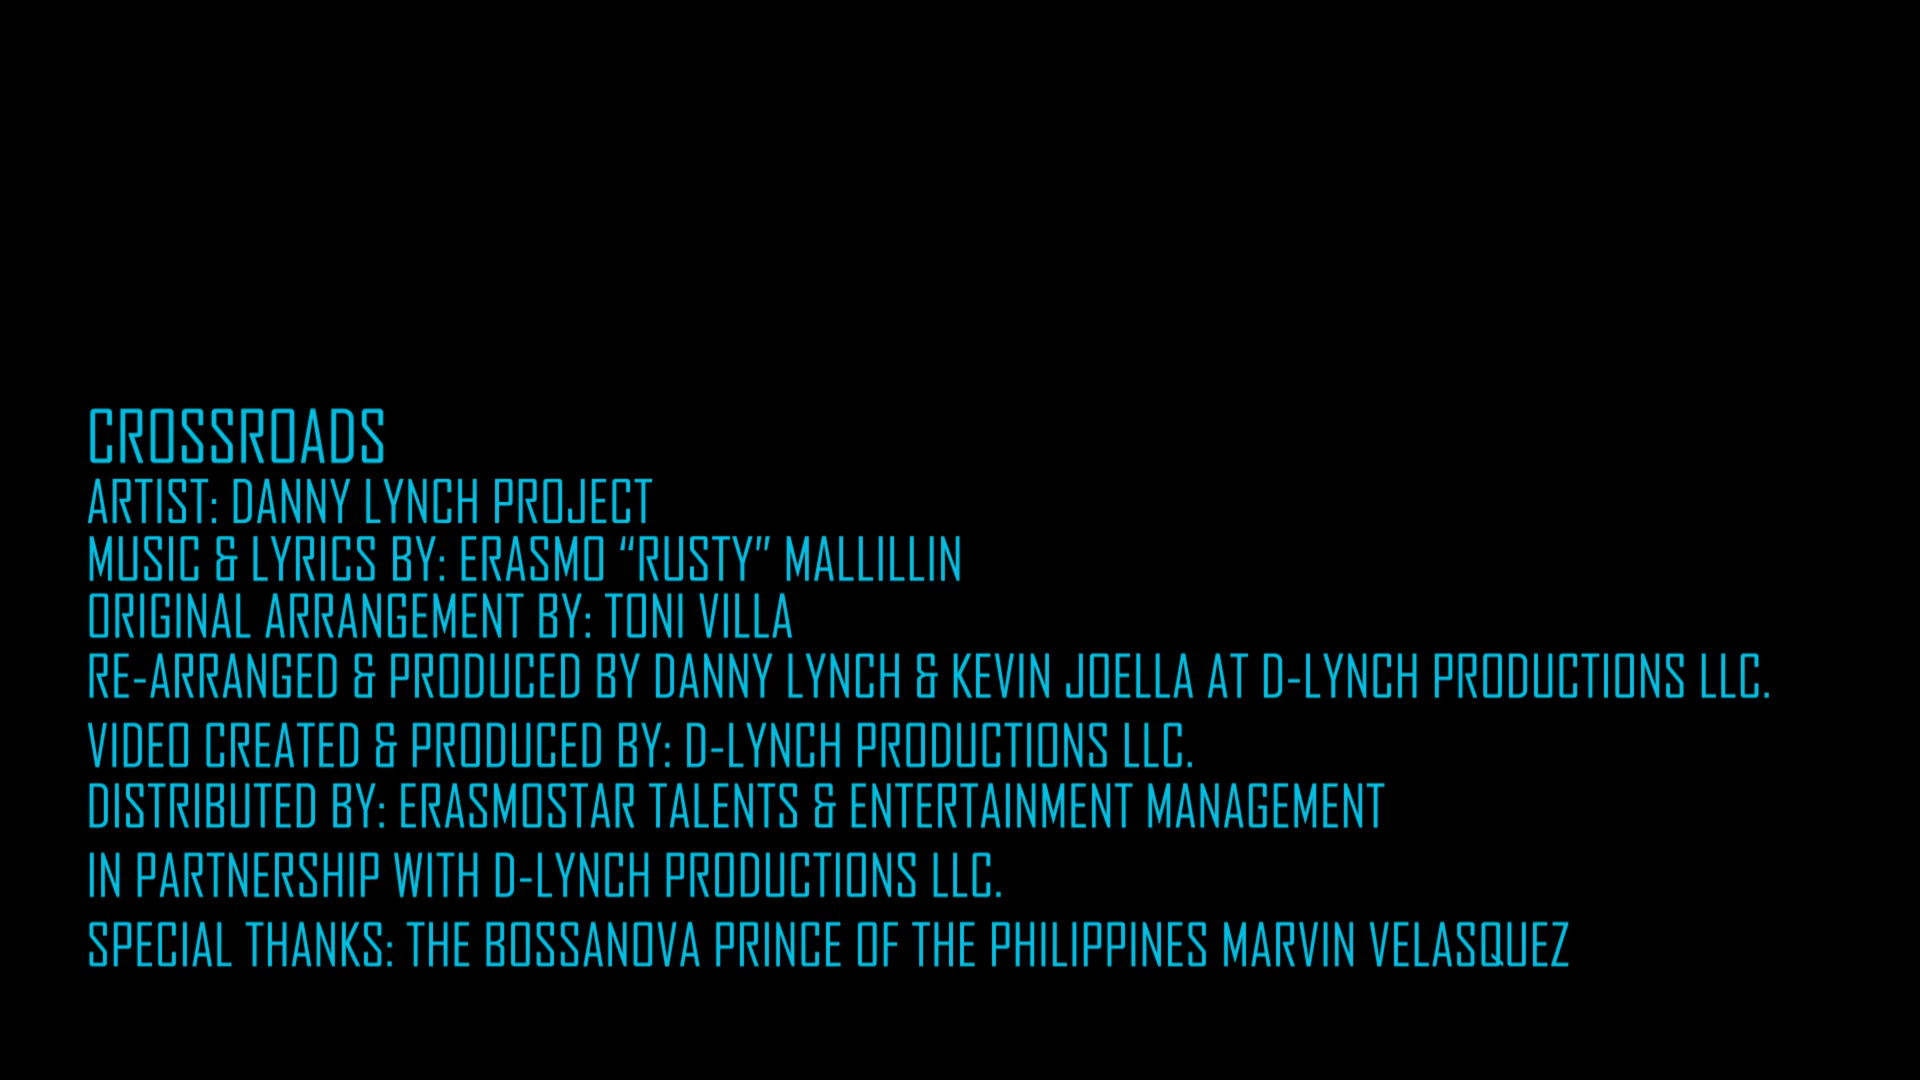 CROSSROADS
ARTIST: DANNY LYNCH PROJECT
MUSIC & LYRICS BY: ERASMO “RUSTY” MALLILLIN
ORIGINAL ARRANGEMENT BY: TONI VILLA
RE-ARRANGED & PRODUCED BY DANNY LYNCH & KEVIN JOELLA AT D-LYNCH PRODUCTIONS LLC.
VIDEO CREATED & PRODUCED BY: D-LYNCH PRODUCTIONS LLC.
DISTRIBUTED BY: ERASMOSTAR TALENTS & ENTERTAINMENT MANAGEMENT
IN PARTNERSHIP WITH D-LYNCH PRODUCTIONS LLC.
SPECIAL THANKS: THE BOSSANOVA PRINCE OF THE PHILIPPINES MARVIN VELASQUEZ